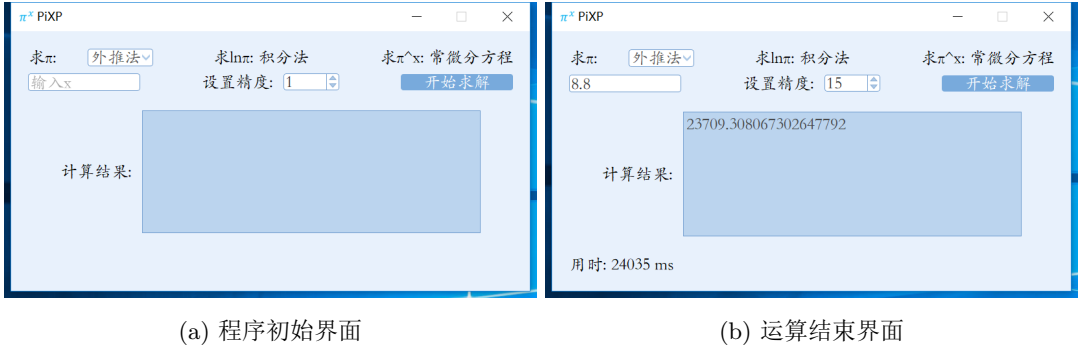 π^x PiXP
求π: 外推法 求lnπ: 积分法 求π^x: 常微分方程
输入x 设置精度: 1 开始求解
计算结果:
(a) 程序初始界面
π^x PiXP
求π: 外推法 求lnπ: 积分法 求π^x: 常微分方程
8.8 设置精度: 15 开始求解
23709.308067302647792
计算结果:
用时: 24035 ms
(b) 运算结束界面